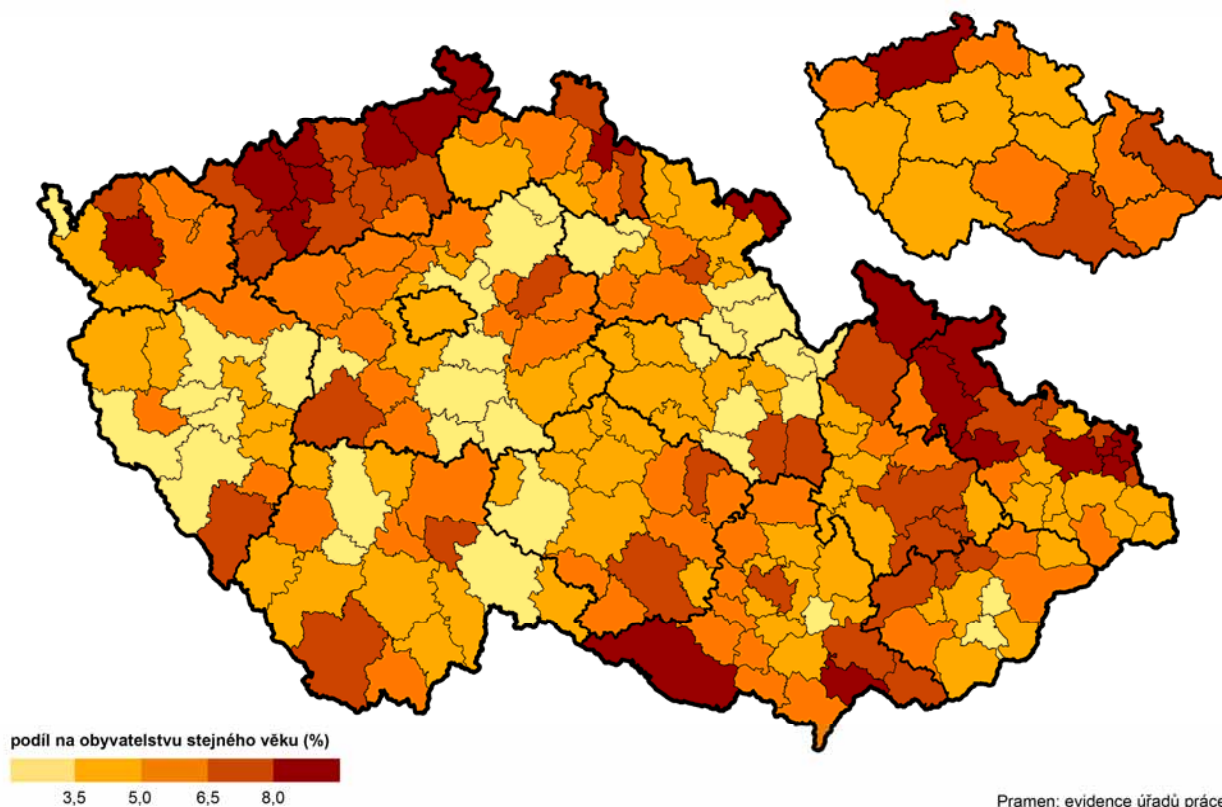 podíl na obyvatelstvu stejného věku (%)
3,5 5,0 6,5 8,0
Pramen: evidence úřadů práce